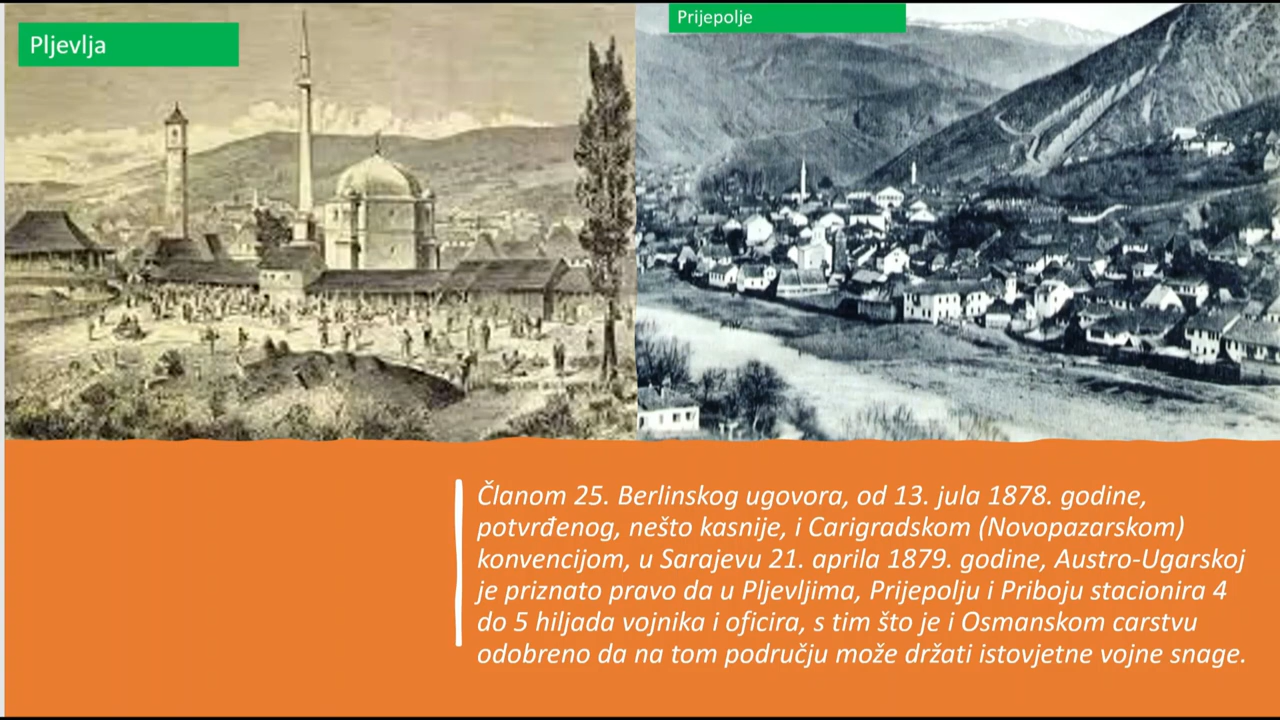 Pljevlja
Prijepolje
Članom 25. Berlinskog ugovora, od 13. jula 1878. godine,
potvrđenog, nešto kasnije, i Carigradskom (Novopazarskom)
konvencijom, u Sarajevu 21. aprila 1879. godine, Austro-Ugarskoj
je priznato pravo da u Pljevljima, Prijepolju i Priboju stacionira 4
do 5 hiljada vojnika i oficira, s tim što je i Osmanskom carstvu
odobreno da na tom području može držati istovjetne vojne snage.